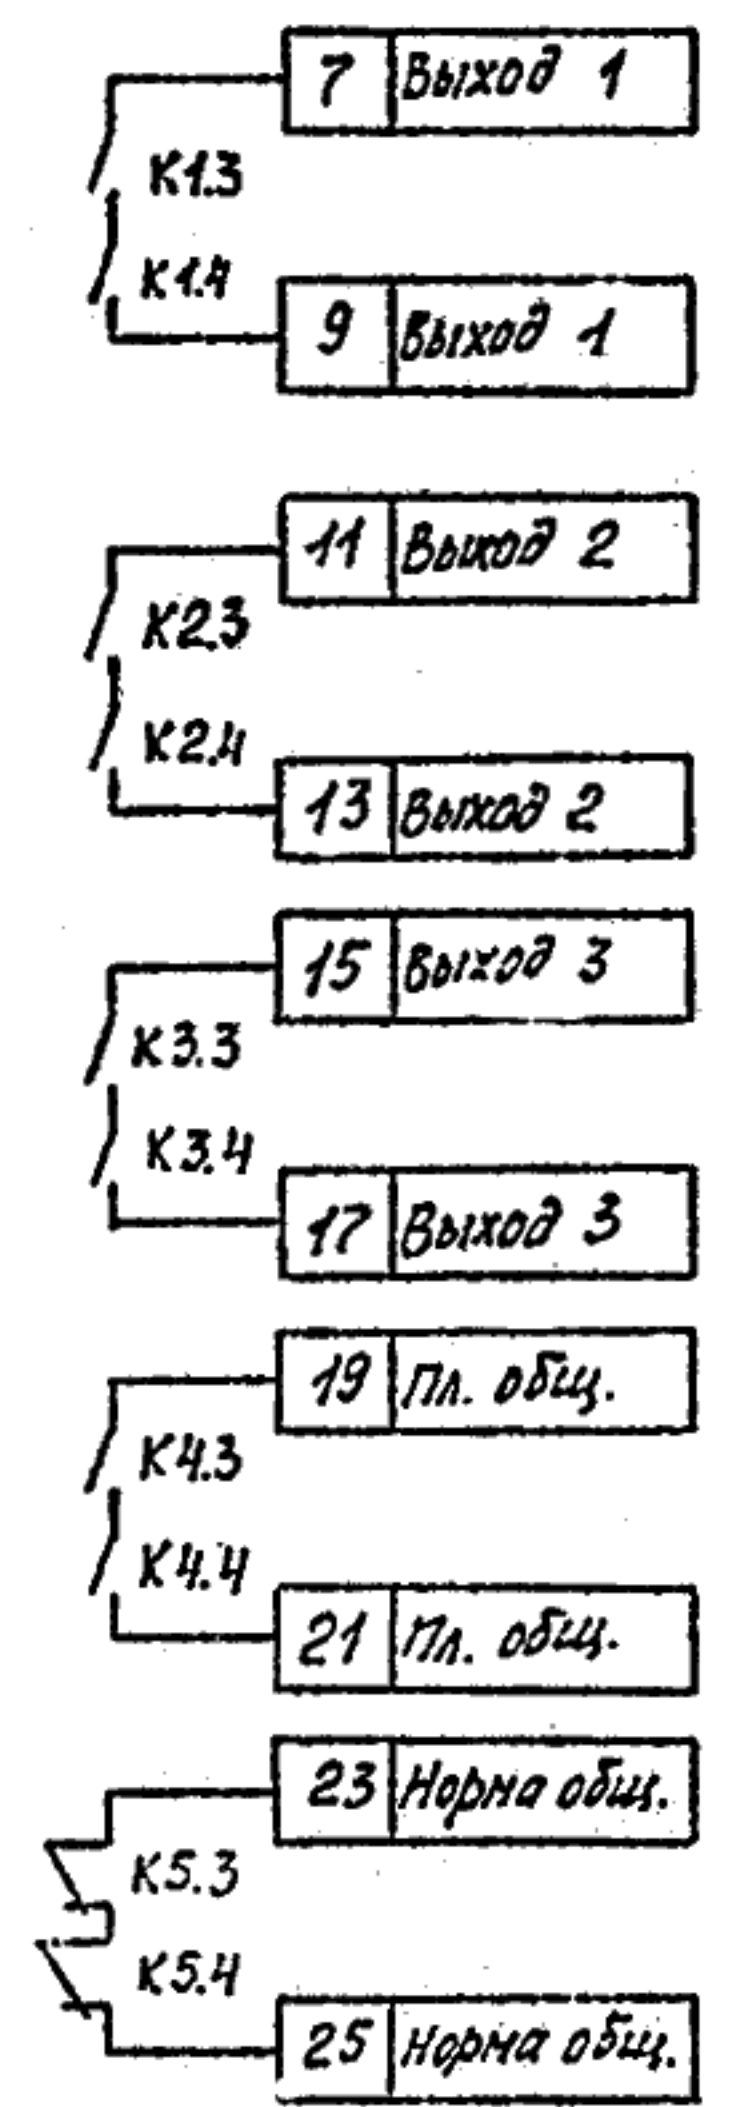 7 Выход 1
К1.3
К1.4
9 Выход 1
11 Выход 2
К2.3
К2.4
13 Выход 2
15 Выход 3
К3.3
К3.4
17 Выход 3
19 Пл. общ.
К4.3
К4.4
21 Пл. общ.
23 Норма общ.
К5.3
К5.4
25 Норма общ.